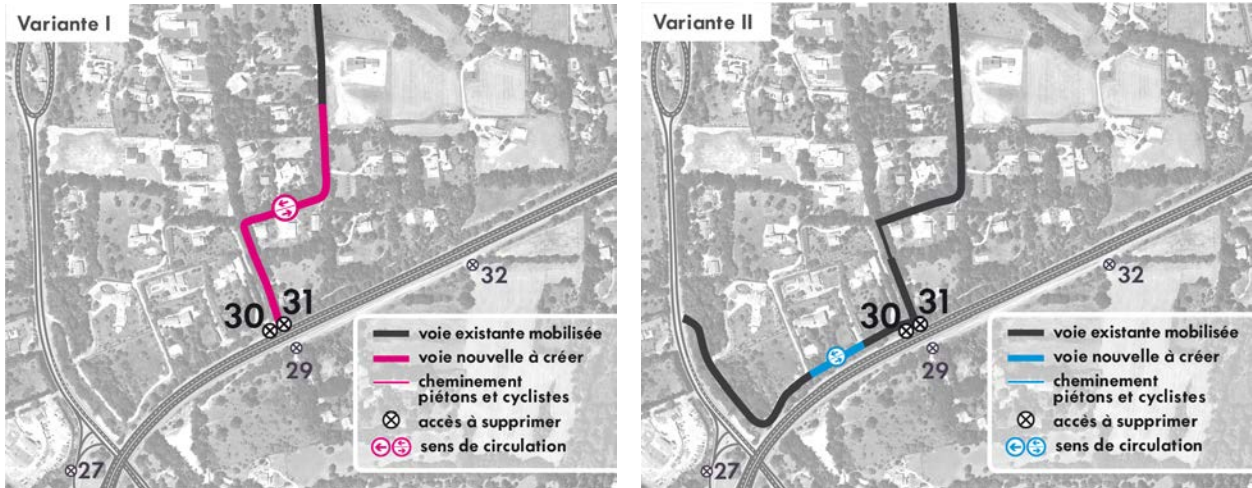 Variante I
32
30
31
29
27
voie existante mobilisée
voie nouvelle à créer
cheminement
piétons et cyclistes
accès à supprimer
sens de circulation
Variante II
32
30
31
29
27
voie existante mobilisée
voie nouvelle à créer
cheminement
piétons et cyclistes
accès à supprimer
sens de circulation